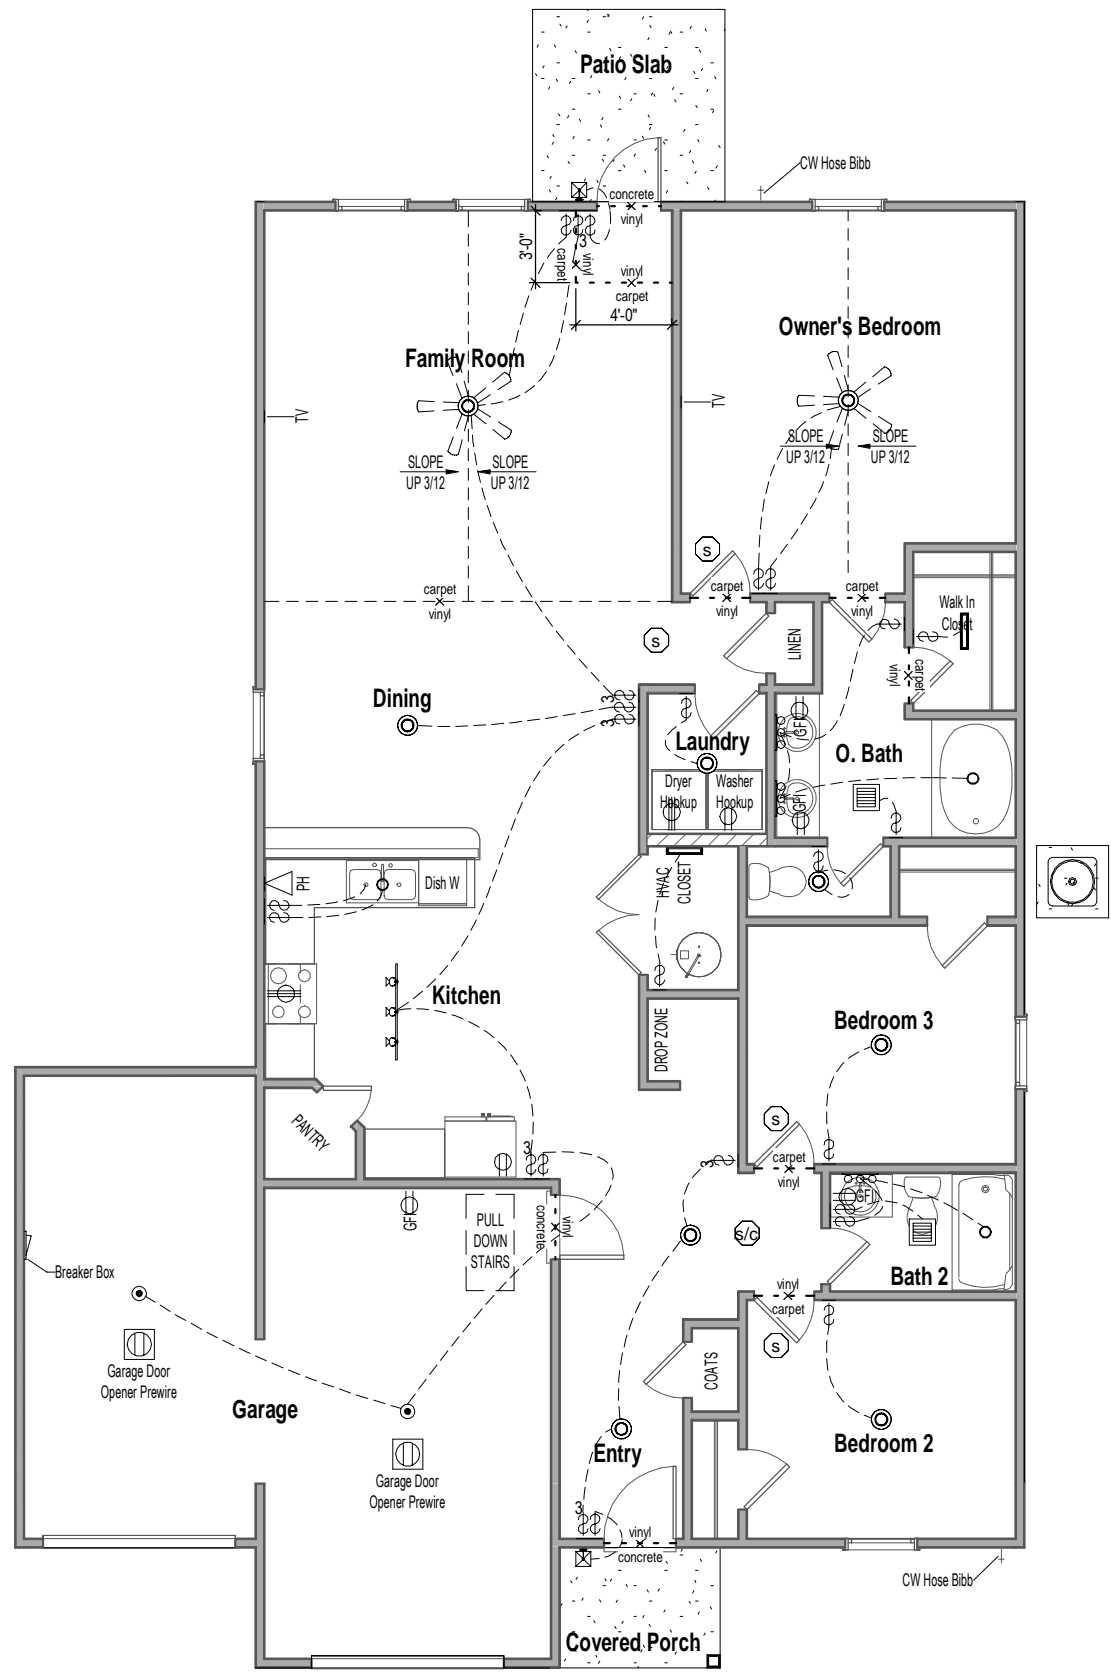 Patio Slab
CW Hose Bibb
concrete
vinyl
3
3'-0"
carpet
vinyl
vinyl
carpet
4'-0"
Owner's Bedroom
Family Room
TV
TV
SLOPE
UP 3/12
SLOPE
UP 3/12
SLOPE
UP 3/12
SLOPE
UP 3/12
S
carpet
vinyl
carpet
vinyl
carpet
vinyl
Walk In
Closet
S
LINEN
carpet
vinyl
Dining
3
3
Laundry
GFI
O. Bath
Dryer
Hookup
Washer
Hookup
GFI
PH
Dish W
HVAC
CLOSET
Kitchen
DROP ZONE
Bedroom 3
PANTRY
S
3
3
carpet
vinyl
GFI
GFI
PULL
DOWN
STAIRS
concrete
vinyl
s/c
Breaker Box
Bath 2
vinyl
carpet
S
Garage Door
Opener Prewire
COATS
Garage
Entry
Bedroom 2
Garage Door
Opener Prewire
3
vinyl
concrete
CW Hose Bibb
Covered Porch